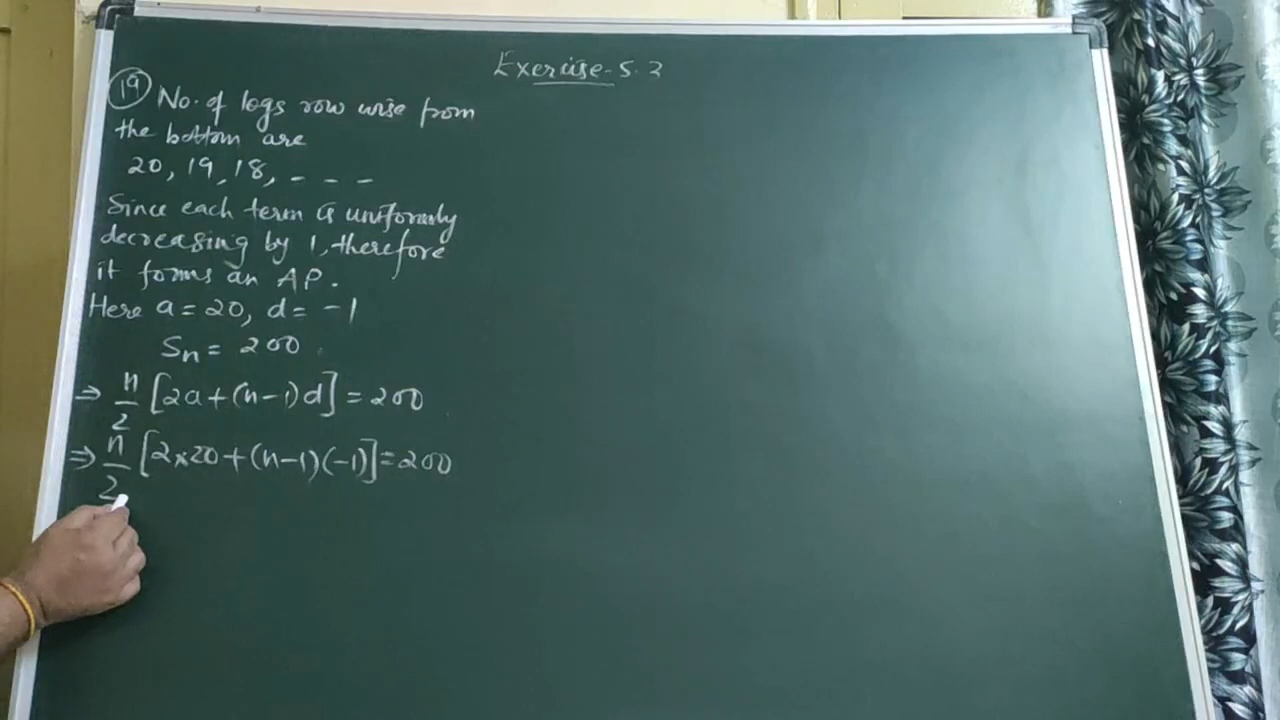 Exercise-5.3
19 No. of logs row wise from
the bottom are
20, 19, 18, - - -
Since each term is uniformly
decreasing by 1, therefore
it forms an AP.
Here a = 20, d = -1
Sn = 200
⇒ n/2 [2a+(n-1)d] = 200
⇒ n/2 [2×20+(n-1)(-1)] = 200